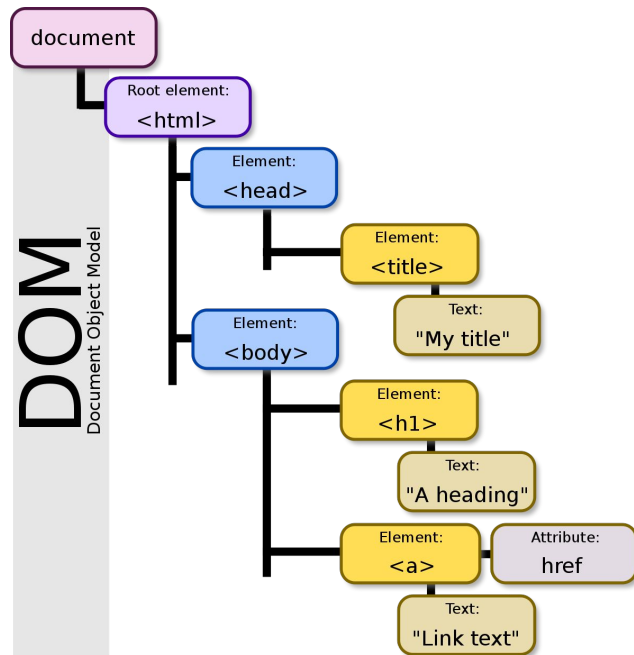 document
Root element:
<html>
Element:
<head>
Element:
<title>
Text:
"My title"
Element:
<body>
Element:
<h1>
Text:
"A heading"
Element:
<a>
Attribute:
href
Text:
"Link text"
DOM
Document Object Model